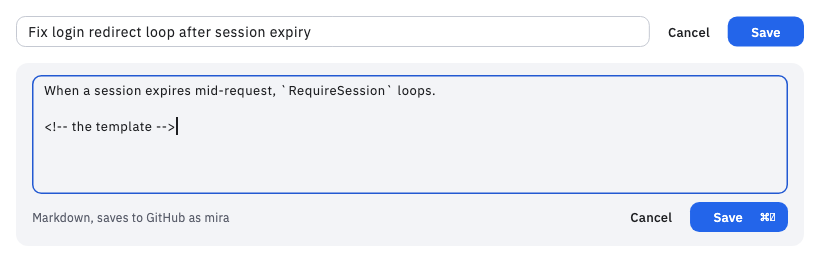 Fix login redirect loop after session expiry
Cancel
Save
When a session expires mid-request, `RequireSession` loops.
<!-- the template -->
Markdown, saves to GitHub as mira
Cancel
Save ⌘